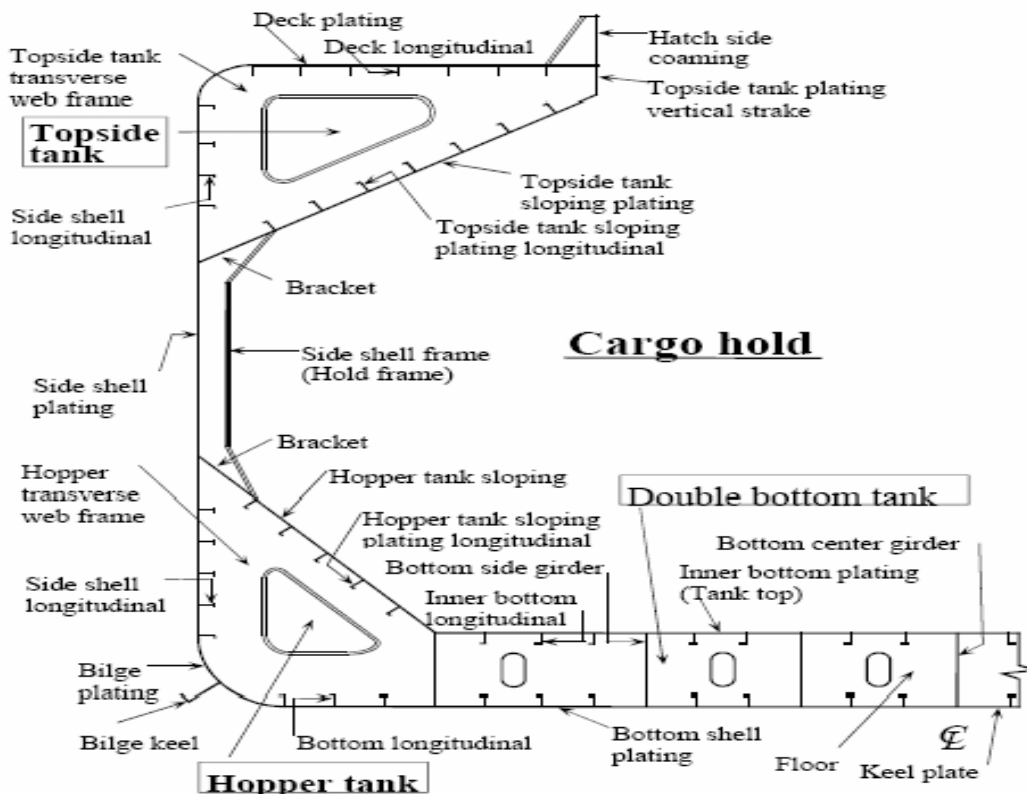 Deck plating
Deck longitudinal
Hatch side
coaming
Topside tank
transverse
web frame
Topside tank plating
vertical strake
Topside
tank
Topside tank
sloping plating
Side shell
longitudinal
Topside tank sloping
plating longitudinal
Bracket
Cargo hold
Side shell frame
(Hold frame)
Side shell
plating
Bracket
Hopper tank sloping
Hopper
transverse
web frame
Double bottom tank
Hopper tank sloping
plating longitudinal
Bottom center girder
Bottom side girder
Inner bottom plating
(Tank top)
Side shell
longitudinal
Inner bottom
longitudinal
Bilge
plating
Bilge keel
Bottom longitudinal
Bottom shell
plating
Floor
℄
Keel plate
Hopper tank